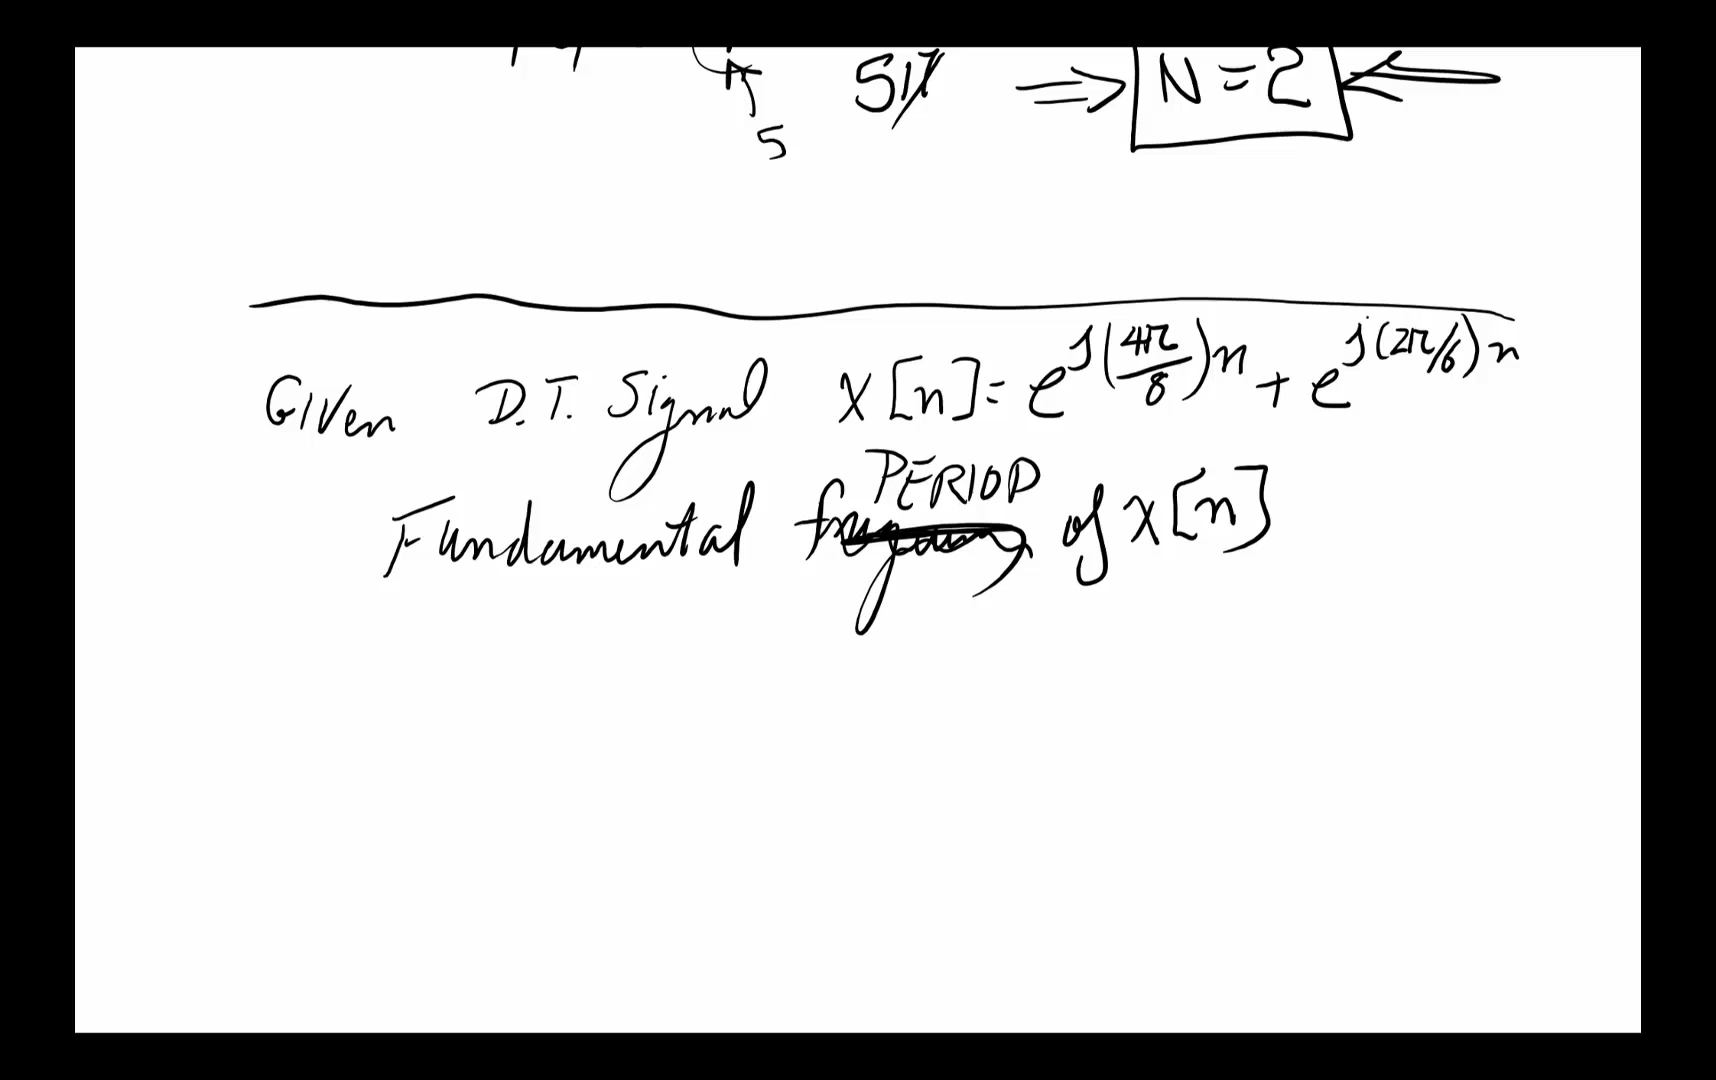 5π ⇒ N = 2
5
Given D.T. Signal x[n] = e^{j(4π/8)n} + e^{j(2π/6)n}
PERIOD
Fundamental of x[n]